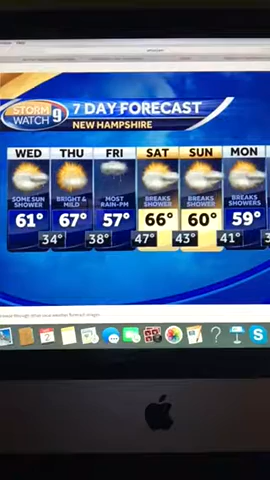 STORM
WATCH 9
7 DAY FORECAST
NEW HAMPSHIRE
WED THU FRI SAT SUN MON
SOME SUN
SHOWER
BRIGHT &
MILD
MOST
RAIN-PM
BREAKS
SHOWER
BREAKS
SHOWER
BREAKS
SHOWERS
61° 67° 57° 66° 60° 59°
34° 38° 47° 43° 41° 3